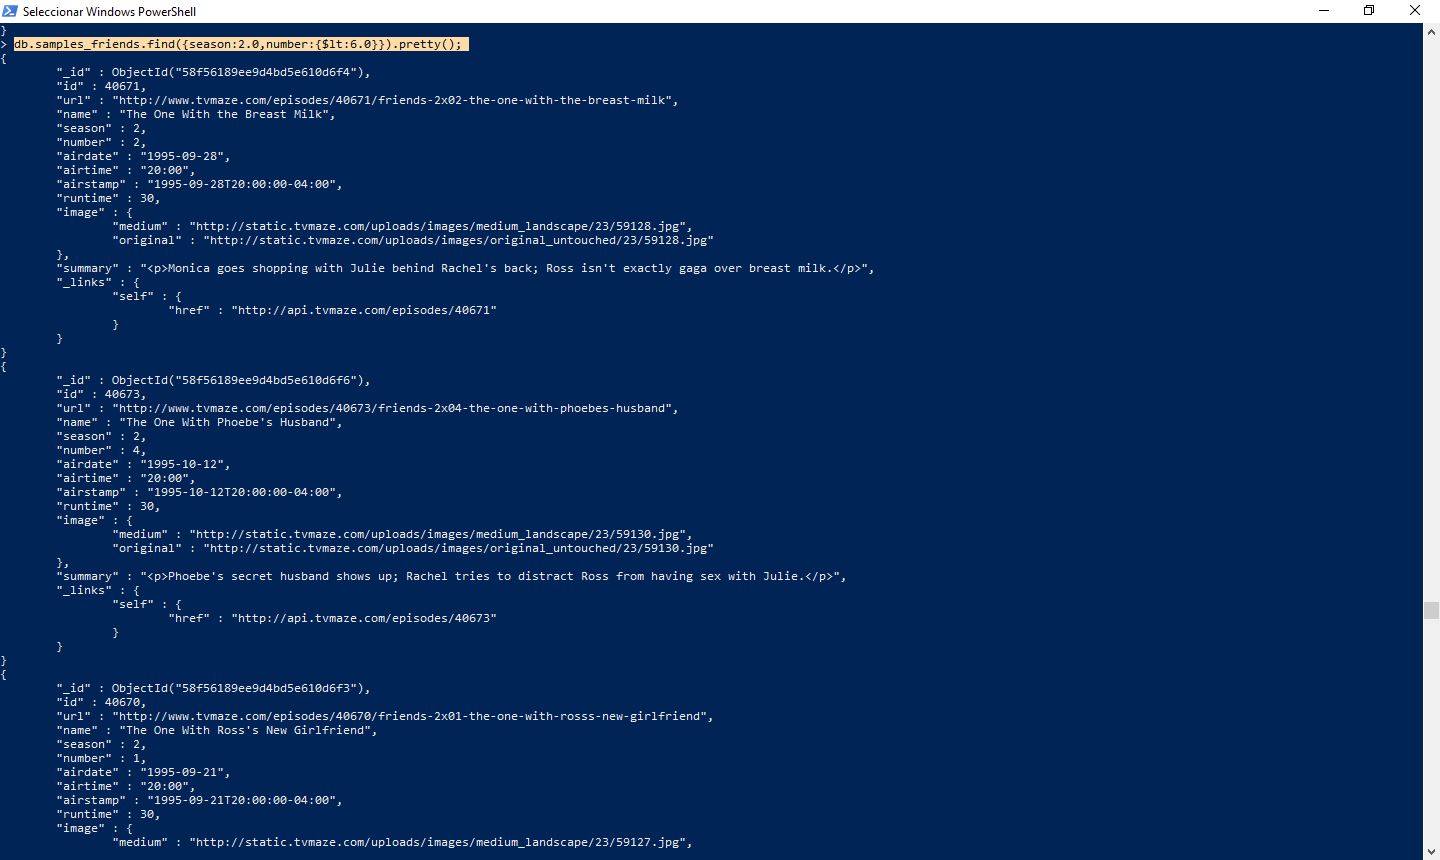 Seleccionar Windows PowerShell
}
> db.samples_friends.find({season:2.0,number:{$lt:6.0}}).pretty();
{
        "_id" : ObjectId("58f56189ee9d4bd5e610d6f4"),
        "id" : 40671,
        "url" : "http://www.tvmaze.com/episodes/40671/friends-2x02-the-one-with-the-breast-milk",
        "name" : "The One With the Breast Milk",
        "season" : 2,
        "number" : 2,
        "airdate" : "1995-09-28",
        "airtime" : "20:00",
        "airstamp" : "1995-09-28T20:00:00-04:00",
        "runtime" : 30,
        "image" : {
                "medium" : "http://static.tvmaze.com/uploads/images/medium_landscape/23/59128.jpg",
                "original" : "http://static.tvmaze.com/uploads/images/original_untouched/23/59128.jpg"
        },
        "summary" : "<p>Monica goes shopping with Julie behind Rachel's back; Ross isn't exactly gaga over breast milk.</p>",
        "_links" : {
                "self" : {
                        "href" : "http://api.tvmaze.com/episodes/40671"
                }
        }
}
{
        "_id" : ObjectId("58f56189ee9d4bd5e610d6f6"),
        "id" : 40673,
        "url" : "http://www.tvmaze.com/episodes/40673/friends-2x04-the-one-with-phoebes-husband",
        "name" : "The One With Phoebe's Husband",
        "season" : 2,
        "number" : 4,
        "airdate" : "1995-10-12",
        "airtime" : "20:00",
        "airstamp" : "1995-10-12T20:00:00-04:00",
        "runtime" : 30,
        "image" : {
                "medium" : "http://static.tvmaze.com/uploads/images/medium_landscape/23/59130.jpg",
                "original" : "http://static.tvmaze.com/uploads/images/original_untouched/23/59130.jpg"
        },
        "summary" : "<p>Phoebe's secret husband shows up; Rachel tries to distract Ross from having sex with Julie.</p>",
        "_links" : {
                "self" : {
                        "href" : "http://api.tvmaze.com/episodes/40673"
                }
        }
}
{
        "_id" : ObjectId("58f56189ee9d4bd5e610d6f3"),
        "id" : 40670,
        "url" : "http://www.tvmaze.com/episodes/40670/friends-2x01-the-one-with-rosss-new-girlfriend",
        "name" : "The One With Ross's New Girlfriend",
        "season" : 2,
        "number" : 1,
        "airdate" : "1995-09-21",
        "airtime" : "20:00",
        "airstamp" : "1995-09-21T20:00:00-04:00",
        "runtime" : 30,
        "image" : {
                "medium" : "http://static.tvmaze.com/uploads/images/medium_landscape/23/59127.jpg",